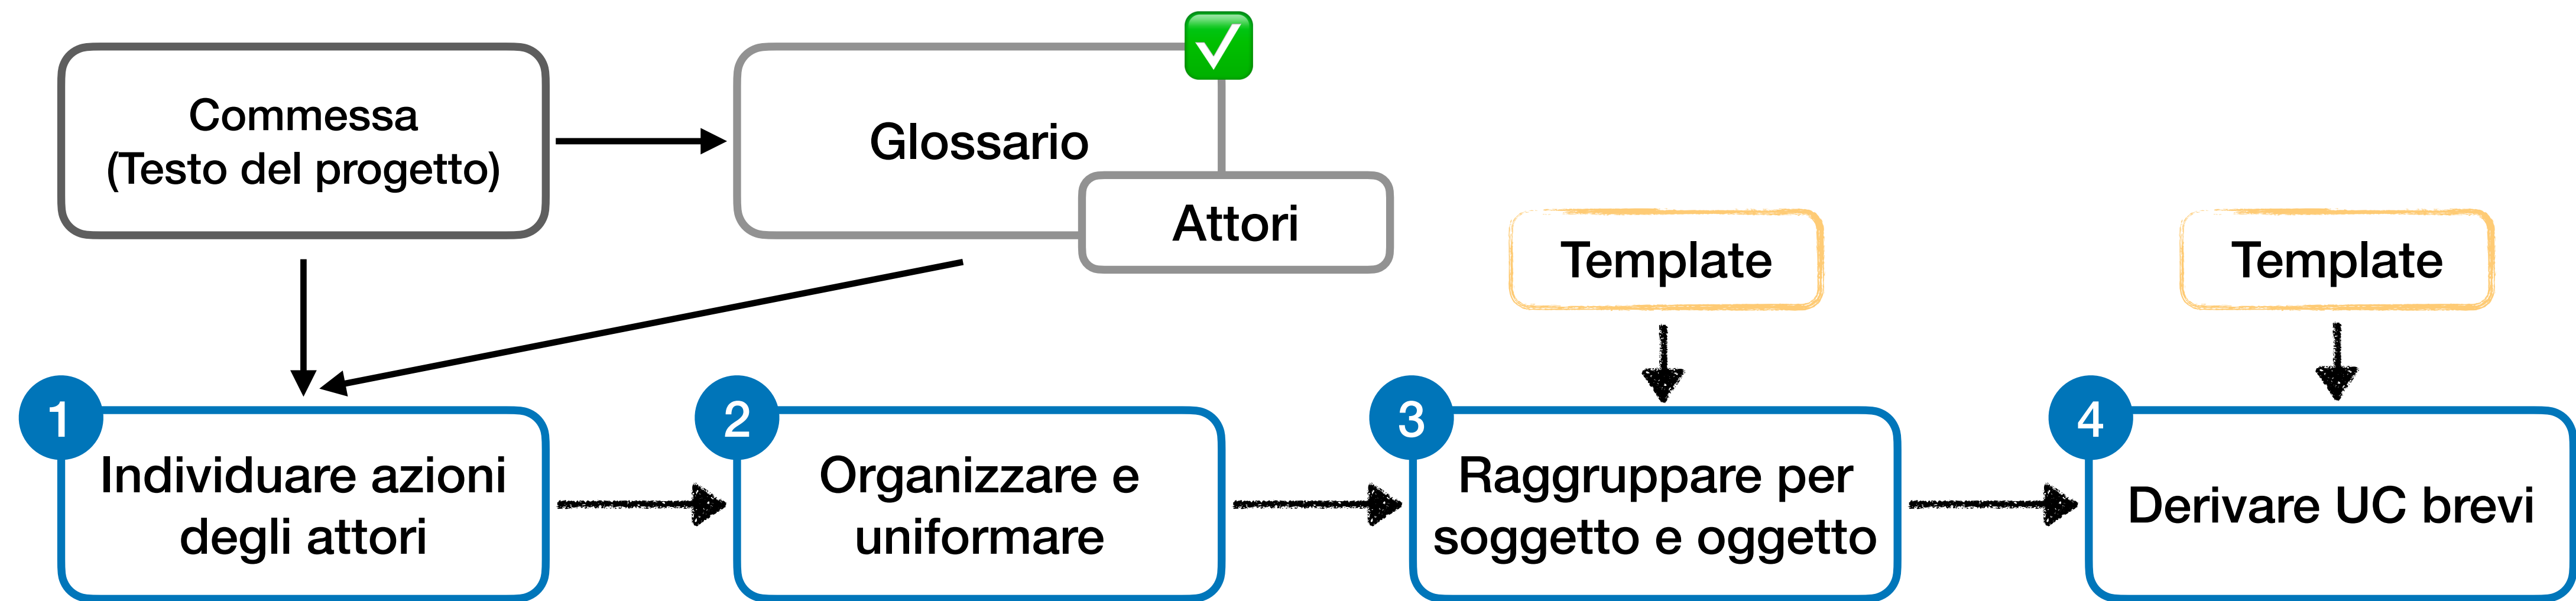 Commessa
(Testo del progetto)
Glossario
Attori
Template
Template
1
Individuare azioni
degli attori
2
Organizzare e
uniformare
3
Raggruppare per
soggetto e oggetto
4
Derivare UC brevi